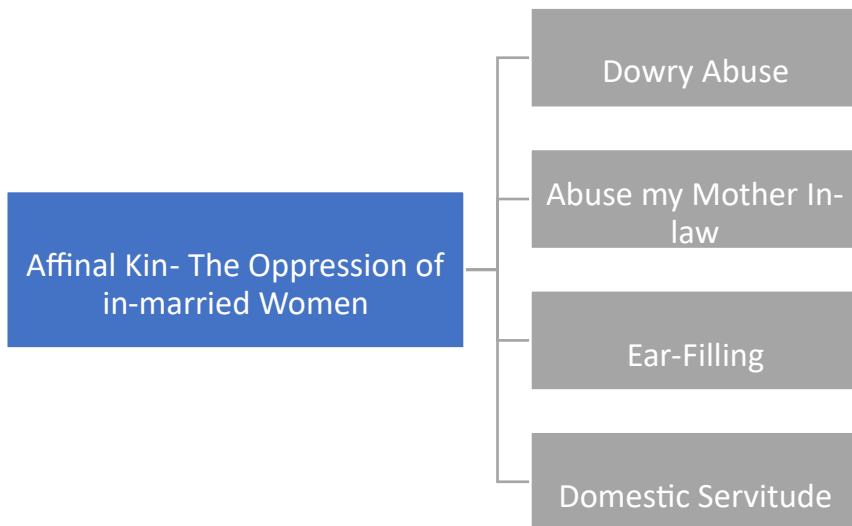 Dowry Abuse
Abuse my Mother In-
law
Affinal Kin- The Oppression of
in-married Women
Ear-Filling
Domestic Servitude